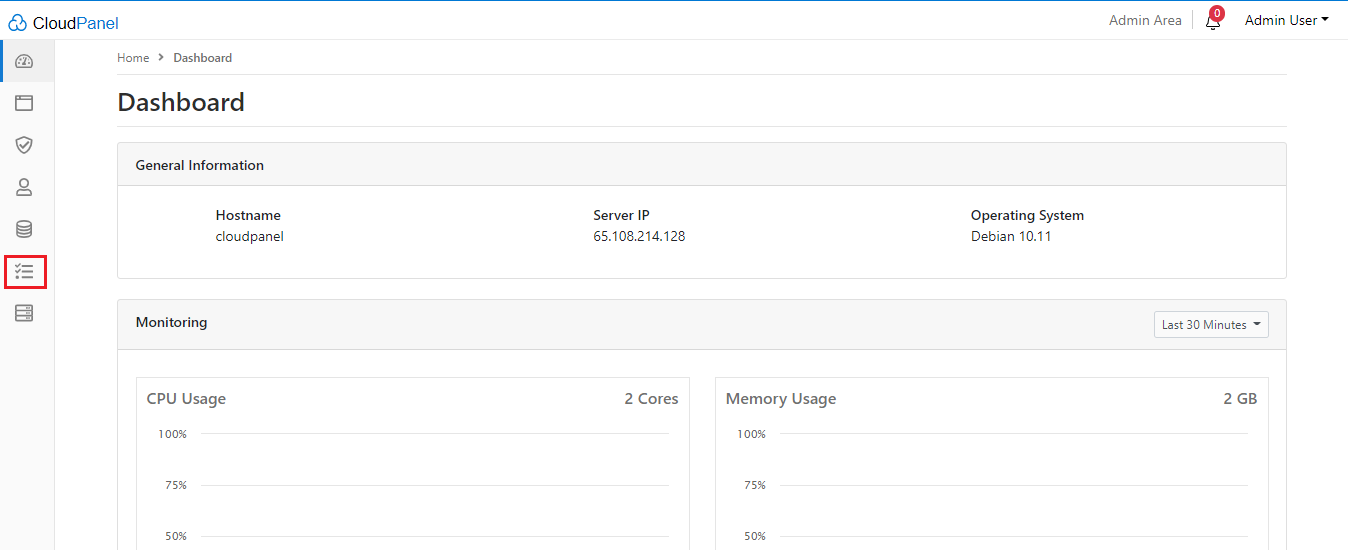 CloudPanel
Admin Area 0 Admin User
Home > Dashboard
Dashboard
General Information
Hostname Server IP Operating System
cloudpanel 65.108.214.128 Debian 10.11
Monitoring Last 30 Minutes
CPU Usage 2 Cores
100%
75%
50%
Memory Usage 2 GB
100%
75%
50%